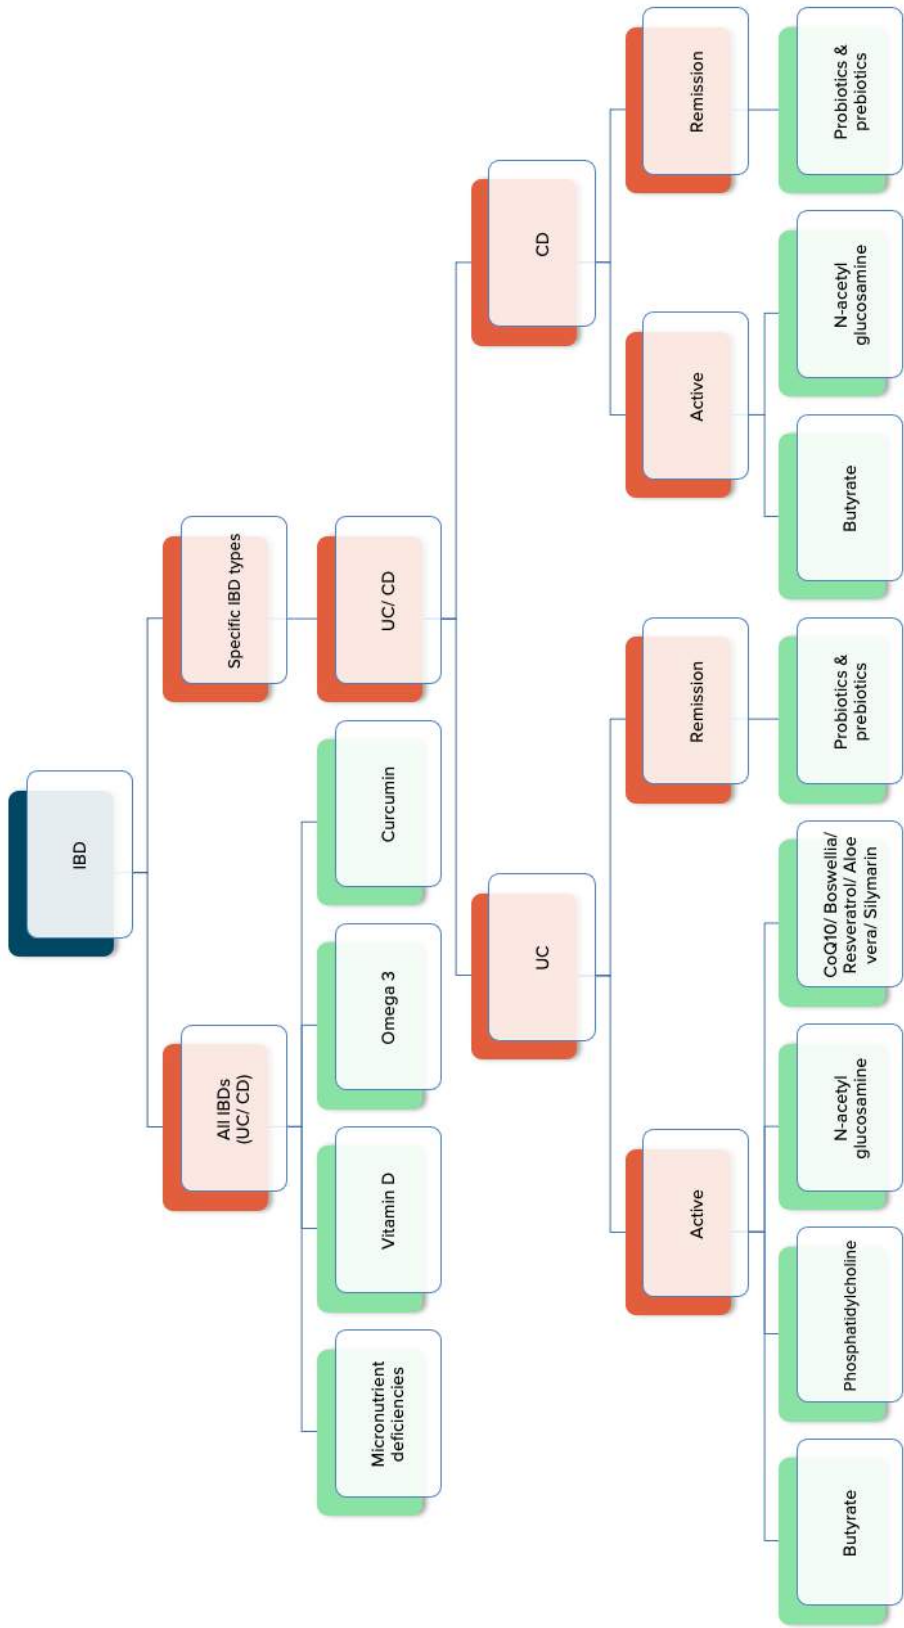 IBD
All IBDs
(UC/ CD)
Specific IBD types
Micronutrient
deficiencies
Vitamin D
Omega 3
Curcumin
UC/ CD
UC
CD
Active
Remission
Active
Remission
Butyrate
Phosphatidylcholine
N-acetyl
glucosamine
CoQ10/ Boswellia/
Resveratrol/ Aloe
vera/ Silymarin
Probiotics &
prebiotics
Butyrate
N-acetyl
glucosamine
Probiotics &
prebiotics